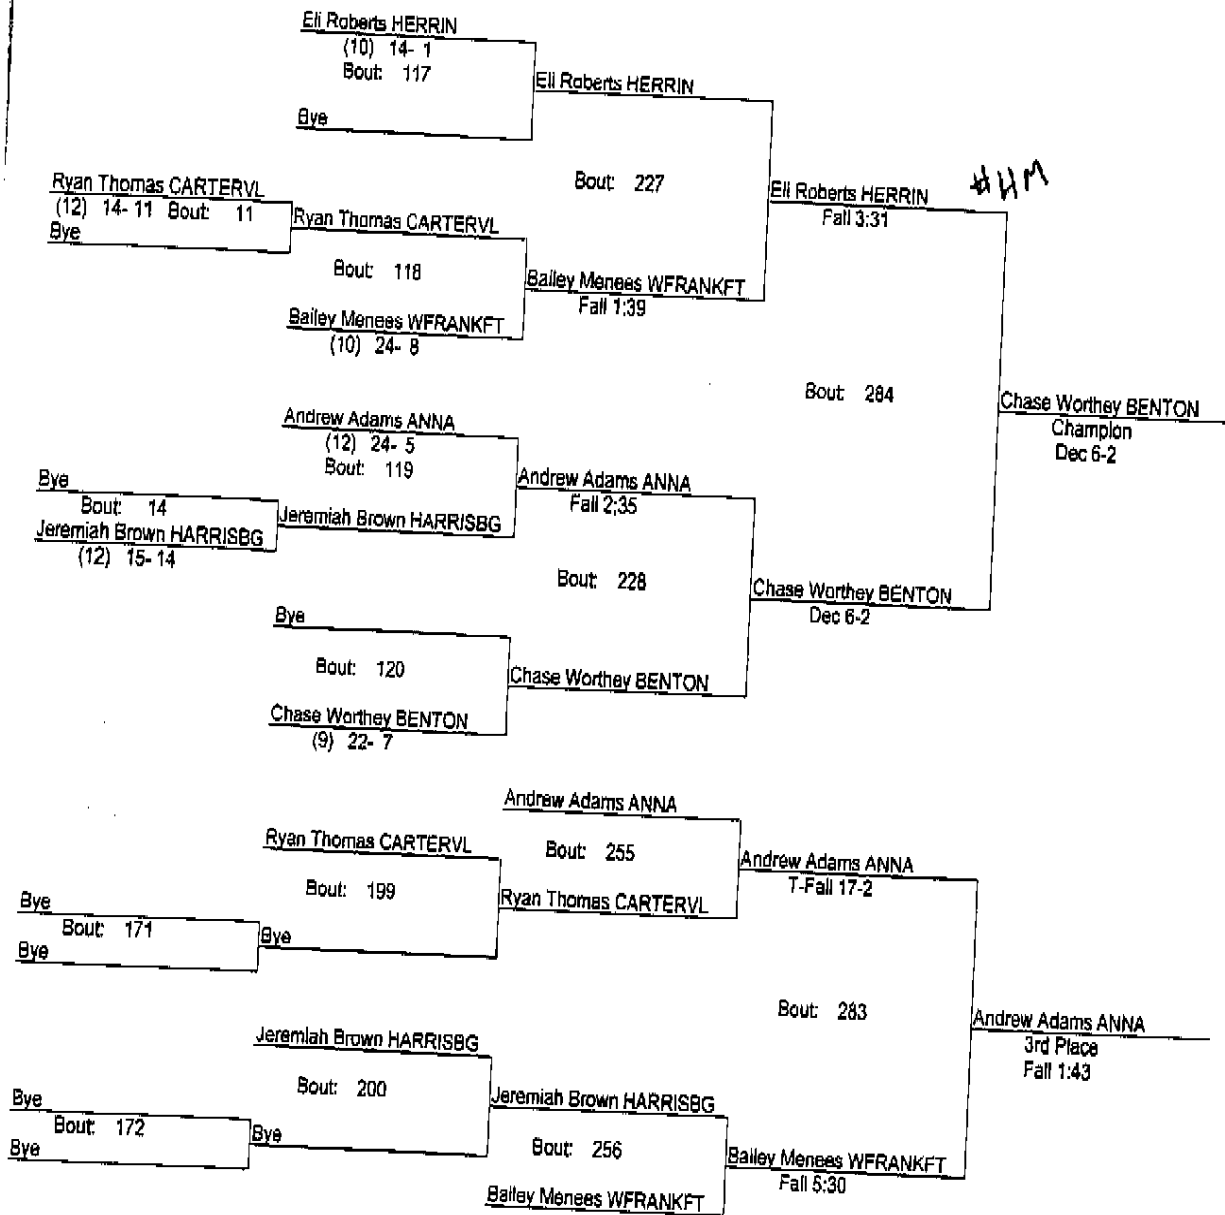 Eli Roberts HERRIN
(10) 14- 1
Bout: 117
Eli Roberts HERRIN
Bye
Bout: 227
Eli Roberts HERRIN
Fall 3:31
#HM
Ryan Thomas CARTERVL
(12) 14- 11 Bout: 11
Bye
Ryan Thomas CARTERVL
Bout: 118
Bailey Menees WFRANKFT
Fall 1:39
Bailey Menees WFRANKFT
(10) 24- 8
Bout: 284
Chase Worthey BENTON
Champion
Dec 6-2
Andrew Adams ANNA
(12) 24- 5
Bout: 119
Andrew Adams ANNA
Fall 2:35
Bye
Bout: 14
Jeremiah Brown HARRISBG
(12) 15- 14
Jeremiah Brown HARRISBG
Bout: 228
Chase Worthey BENTON
Dec 6-2
Bye
Bout: 120
Chase Worthey BENTON
Chase Worthey BENTON
(9) 22- 7
Andrew Adams ANNA
Ryan Thomas CARTERVL
Bout: 255
Andrew Adams ANNA
T-Fall 17-2
Bout: 199
Ryan Thomas CARTERVL
Bye
Bout: 171
Bye
Bye
Bout: 283
Andrew Adams ANNA
3rd Place
Fall 1:43
Jeremiah Brown HARRISBG
Bout: 200
Jeremiah Brown HARRISBG
Bye
Bout: 172
Bye
Bye
Bout: 256
Bailey Menees WFRANKFT
Fall 5:30
Bailey Menees WFRANKFT